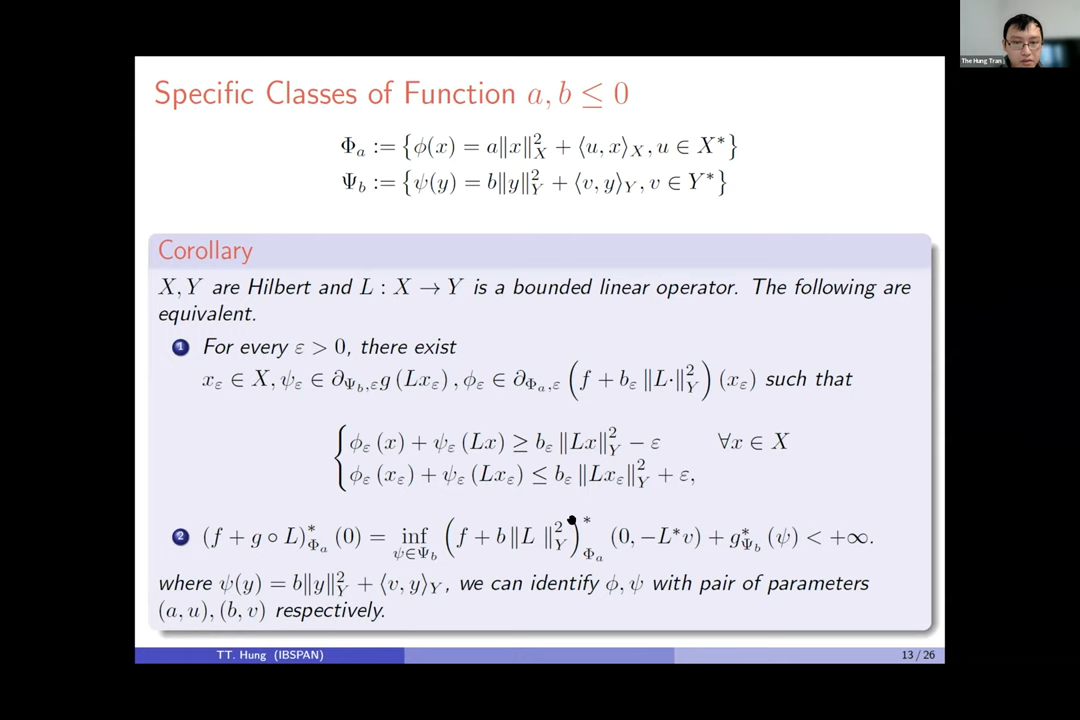 The Hung Tran
Specific Classes of Function a, b ≤ 0
Φ_a := {ϕ(x) = a‖x‖²_X + ⟨u, x⟩_X, u ∈ X*}
Ψ_b := {ψ(y) = b‖y‖²_Y + ⟨v, y⟩_Y, v ∈ Y*}
Corollary
X, Y are Hilbert and L : X → Y is a bounded linear operator. The following are
equivalent.
1 For every ε > 0, there exist
x_ε ∈ X, ψ_ε ∈ ∂_{Ψ_b,ε} g (Lx_ε), ϕ_ε ∈ ∂_{Φ_a,ε} (f + b_ε ‖L·‖²_Y) (x_ε) such that
{ϕ_ε (x) + ψ_ε (Lx) ≥ b_ε ‖Lx‖²_Y − ε ∀x ∈ X
ϕ_ε (x_ε) + ψ_ε (Lx_ε) ≤ b_ε ‖Lx_ε‖²_Y + ε,
2 (f + g ∘ L)*_{Φ_a} (0) = inf_{ψ∈Ψ_b} (f + b ‖L ‖²_Y)*_{Φ_a} (0, −L*v) + g*_{Ψ_b} (ψ) < +∞.
where ψ(y) = b‖y‖²_Y + ⟨v, y⟩_Y, we can identify ϕ, ψ with pair of parameters
(a, u), (b, v) respectively.
TT. Hung (IBSPAN) 13 / 26